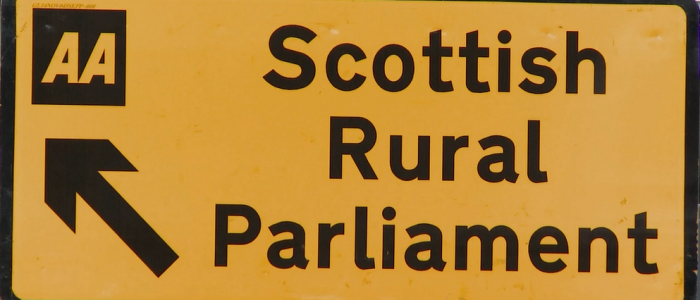 AA
Scottish
Rural
Parliament